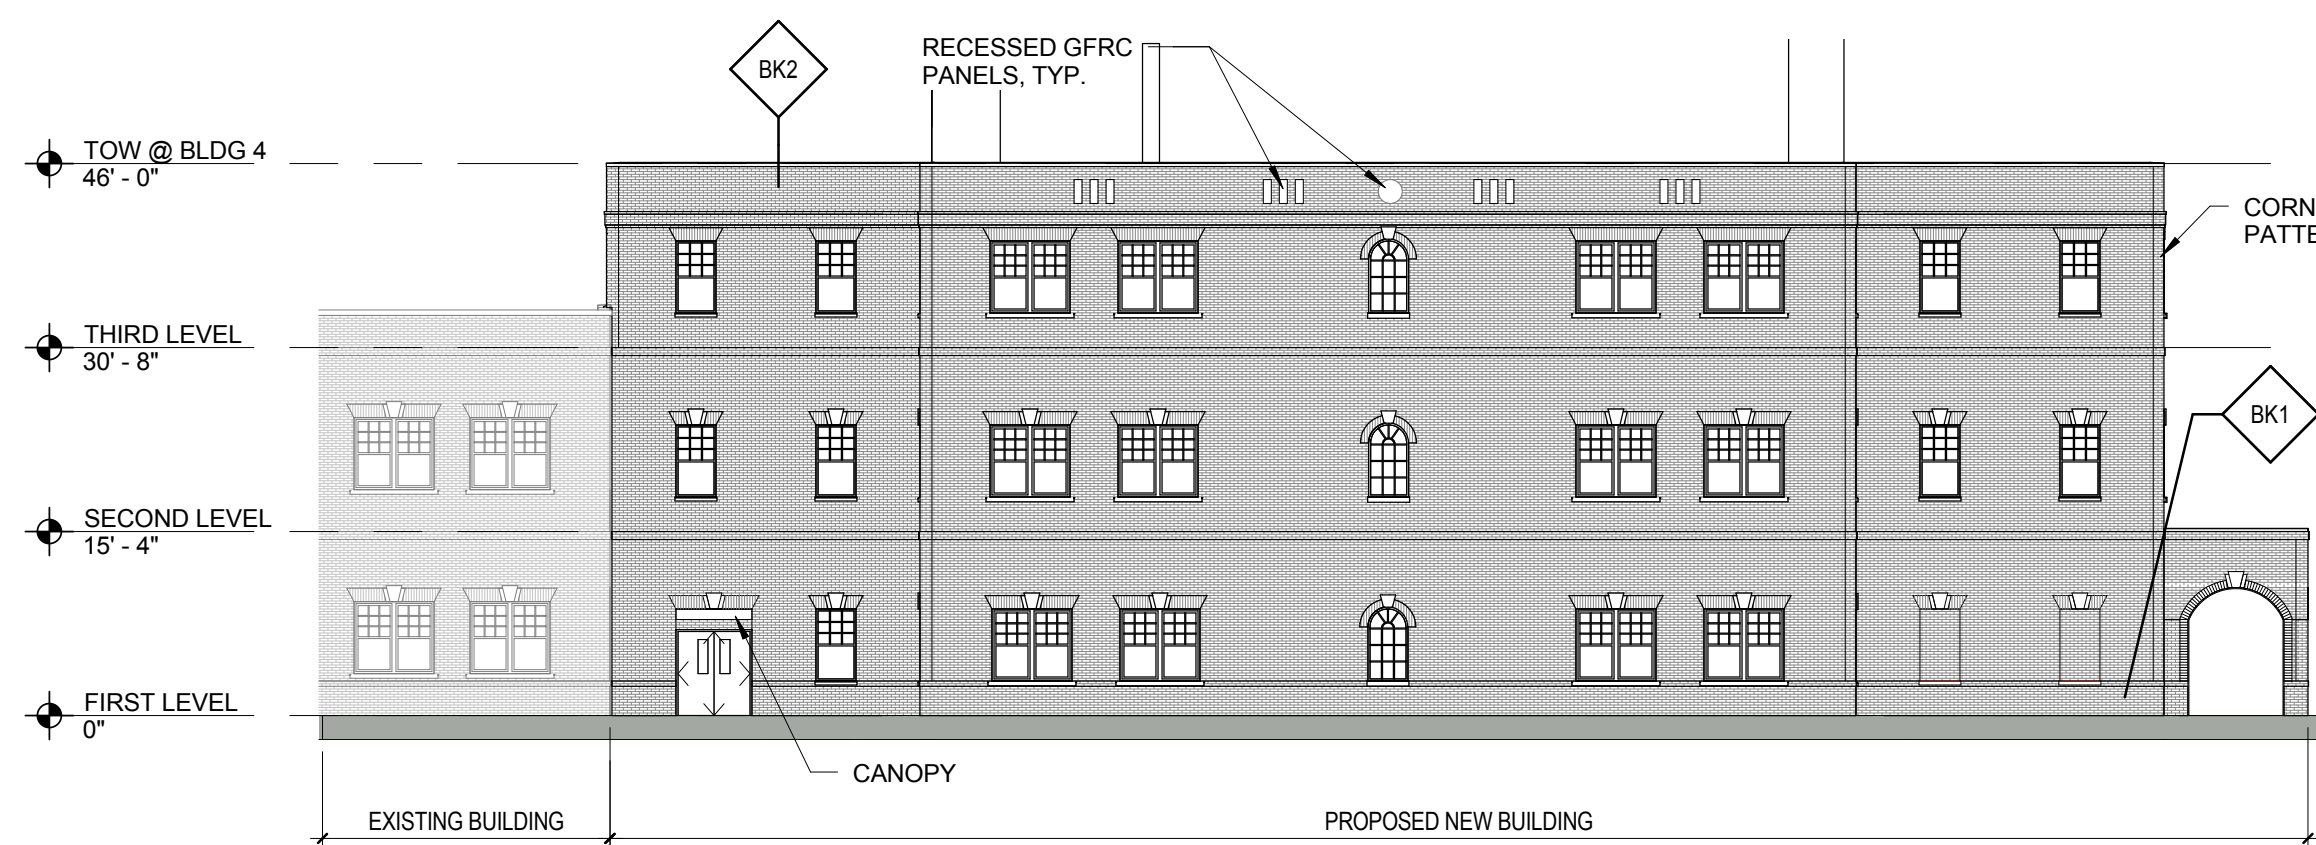 BK2
RECESSED GFRC
PANELS, TYP.
TOW @ BLDG 4
46' - 0"
CORN
PATTE
THIRD LEVEL
30' - 8"
BK1
SECOND LEVEL
15' - 4"
FIRST LEVEL
0"
CANOPY
EXISTING BUILDING
PROPOSED NEW BUILDING